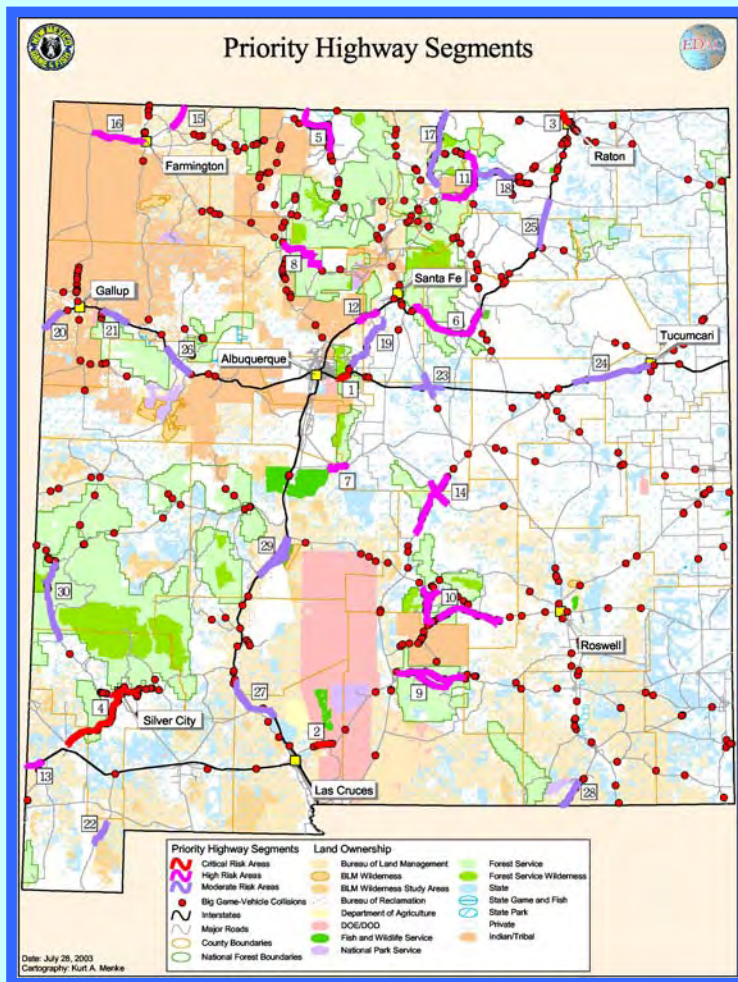 NEW MEXICO
GAME & FISH
Priority Highway Segments
EDAC
16
15
5
17
3
Farmington
Raton
11
18
25
8
Santa Fe
Gallup
12
6
20
21
26
Albuquerque
19
Tucumcari
1
23
24
7
14
29
30
10
Roswell
9
4
27
Silver City
2
13
Las Cruces
28
22
Priority Highway Segments
Critical Risk Areas
High Risk Areas
Moderate Risk Areas
Big Game-Vehicle Collisions
Interstates
Major Roads
County Boundaries
National Forest Boundaries
Land Ownership
Bureau of Land Management
BLM Wilderness
BLM Wilderness Study Areas
Bureau of Reclamation
Department of Agriculture
DOE/DOD
Fish and Wildlife Service
National Park Service
Forest Service
Forest Service Wilderness
State
State Game and Fish
State Park
Private
Indian/Tribal
Date: July 28, 2003
Cartography: Kurt A. Menke